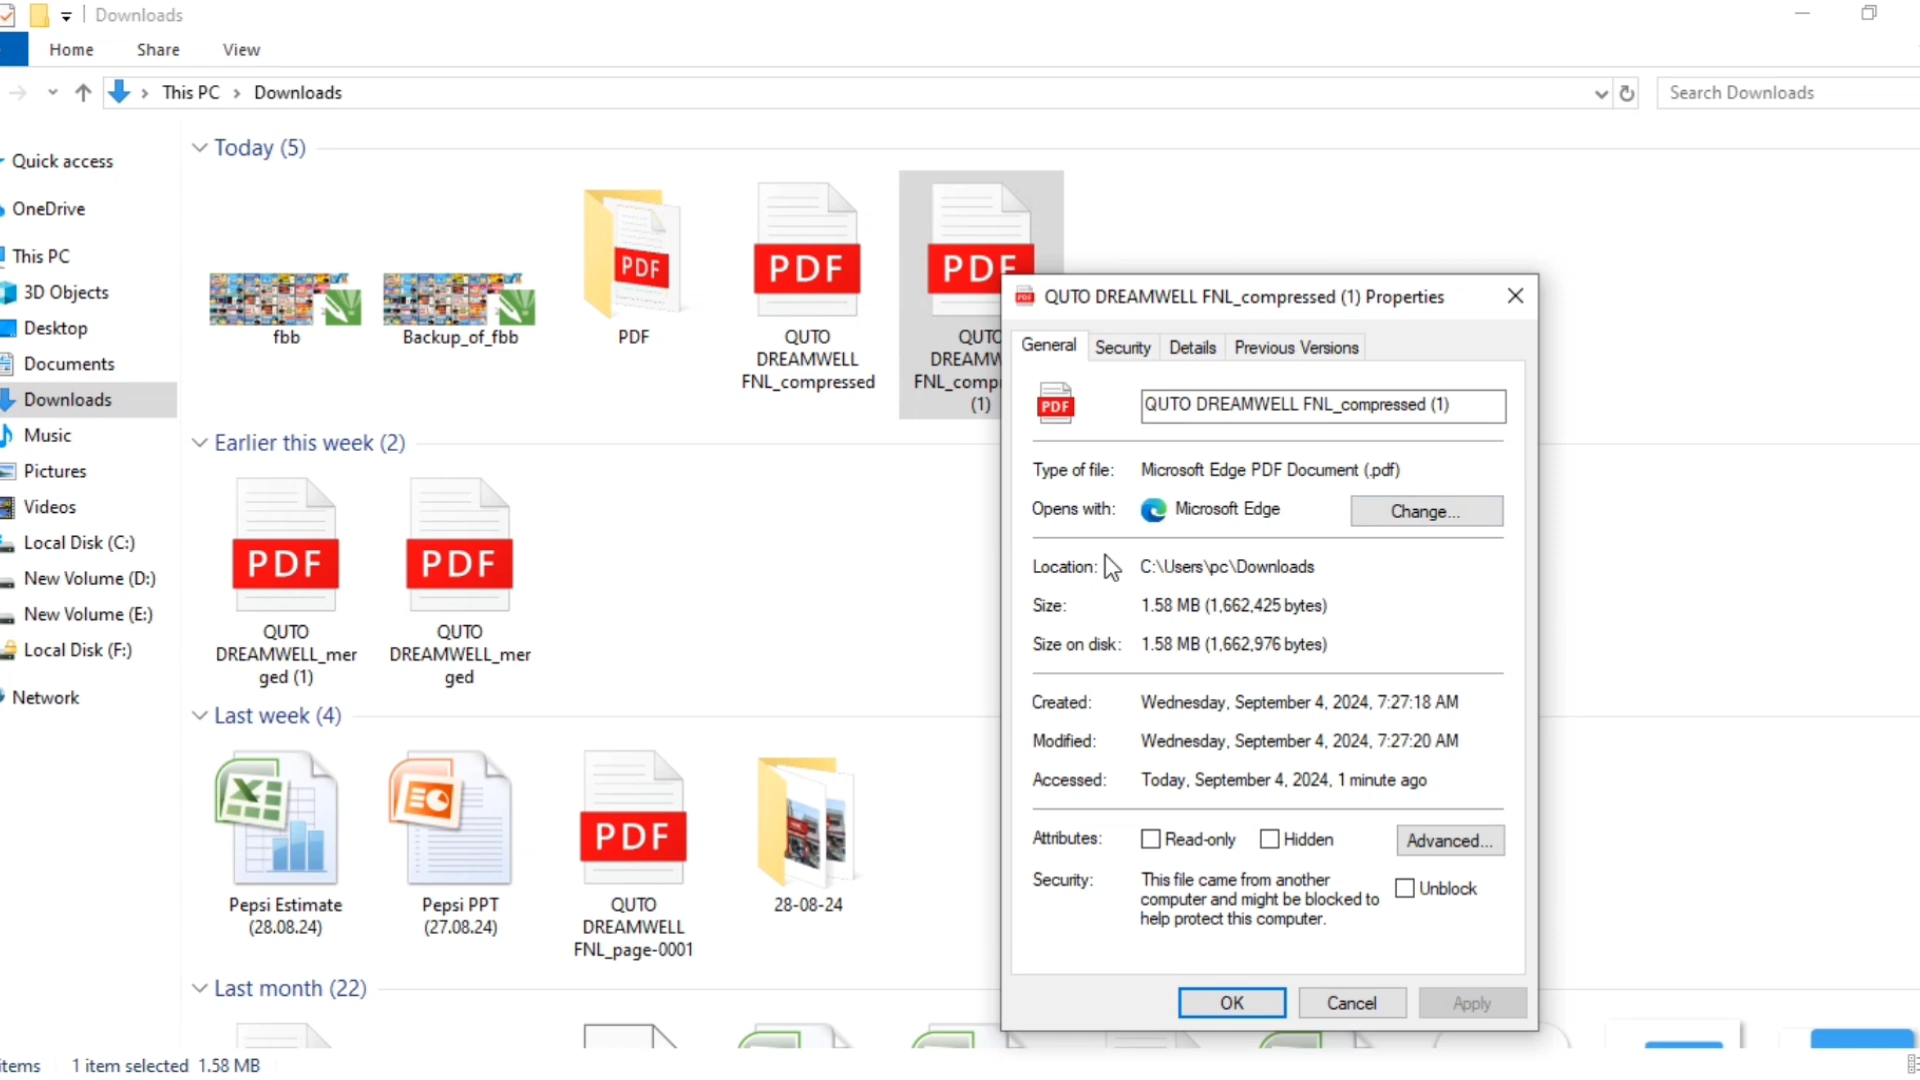 Downloads
Home Share View
This PC Downloads
Search Downloads
Quick access
OneDrive
This PC
3D Objects
Desktop
Documents
Downloads
Music
Pictures
Videos
Local Disk (C:)
New Volume (D:)
New Volume (E:)
Local Disk (F:)
Network
Today (5)
fbb
Backup_of_fbb
PDF
PDF
PDF
QUTO
DREAMWELL
FNL_compressed
PDF
QUTO
DREAMW
FNL_comp
(1)
Earlier this week (2)
PDF
QUTO
DREAMWELL_mer
ged (1)
PDF
QUTO
DREAMWELL_mer
ged
Last week (4)
Pepsi Estimate
(28.08.24)
Pepsi PPT
(27.08.24)
PDF
QUTO
DREAMWELL
FNL_page-0001
28-08-24
Last month (22)
PDF
QUTO DREAMWELL FNL_compressed (1) Properties
General Security Details Previous Versions
PDF
QUTO DREAMWELL FNL_compressed (1)
Type of file: Microsoft Edge PDF Document (.pdf)
Opens with: Microsoft Edge Change...
Location: C:\Users\pc\Downloads
Size: 1.58 MB (1,662,425 bytes)
Size on disk: 1.58 MB (1,662,976 bytes)
Created: Wednesday, September 4, 2024, 7:27:18 AM
Modified: Wednesday, September 4, 2024, 7:27:20 AM
Accessed: Today, September 4, 2024, 1 minute ago
Attributes: Read-only Hidden Advanced...
Security: This file came from another
computer and might be blocked to
help protect this computer.
Unblock
OK Cancel Apply
items 1 item selected 1.58 MB